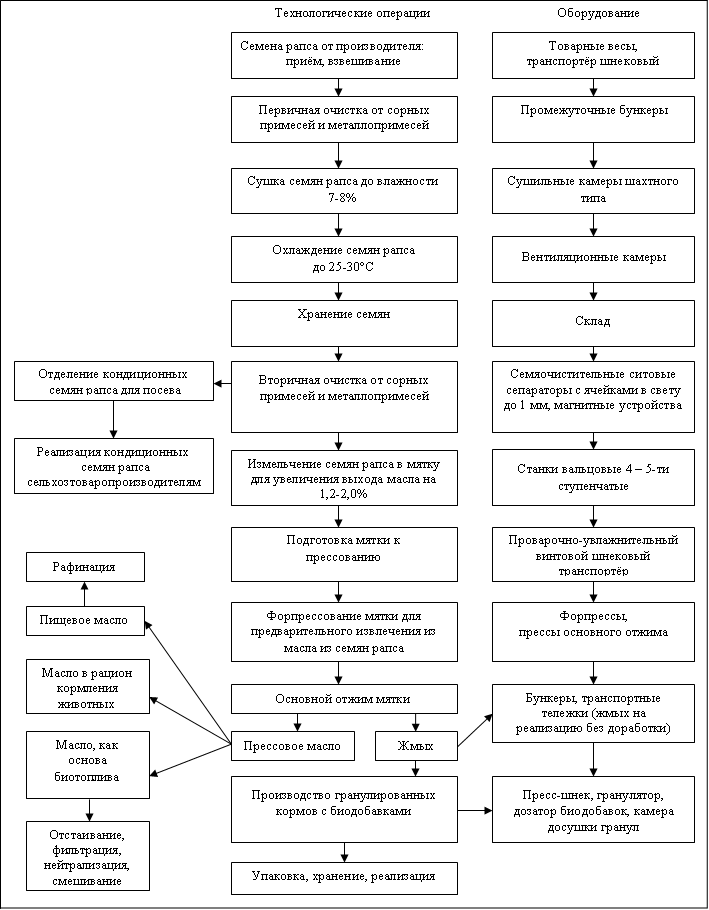 Технологические операции
Оборудование
Семена рапса от производителя:
приём, взвешивание
Товарные весы,
транспортёр шнековый
Первичная очистка от сорных
примесей и металлопримесей
Промежуточные бункеры
Сушка семян рапса до влажности
7-8%
Сушильные камеры шахтного
типа
Охлаждение семян рапса
до 25-30°С
Вентиляционные камеры
Хранение семян
Склад
Отделение кондиционных
семян рапса для посева
Вторичная очистка от сорных
примесей и металлопримесей
Семяочистительные ситовые
сепараторы с ячейками в свету
до 1 мм, магнитные устройства
Реализация кондиционных
семян рапса
сельхозтоваропроизводителям
Измельчение семян рапса в мятку
для увеличения выхода масла на
1,2-2,0%
Станки вальцовые 4 – 5-ти
ступенчатые
Подготовка мятки к
прессованию
Проварочно-увлажнительный
винтовой шнековый
транспортёр
Рафинация
Пищевое масло
Форпрессование мятки для
предварительного извлечения из
масла из семян рапса
Форпрессы,
прессы основного отжима
Масло в рацион
кормления
животных
Основной отжим мятки
Бункеры, транспортные
тележки (жмых на
реализацию без доработки)
Прессовое масло
Жмых
Масло, как
основа
биотоплива
Производство гранулированных
кормов с биодобавками
Пресс-шнек, гранулятор,
дозатор биодобавок, камера
досушки гранул
Отстаивание,
фильтрация,
нейтрализация,
смешивание
Упаковка, хранение, реализация